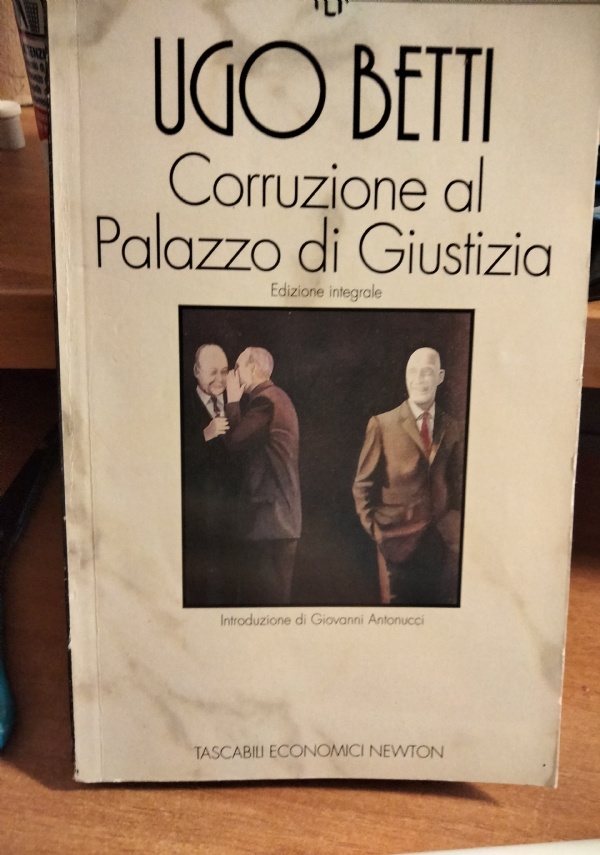 UGO BETTI
Corruzione al
Palazzo di Giustizia
Edizione integrale
Introduzione di Giovanni Antonucci
TASCABILI ECONOMICI NEWTON